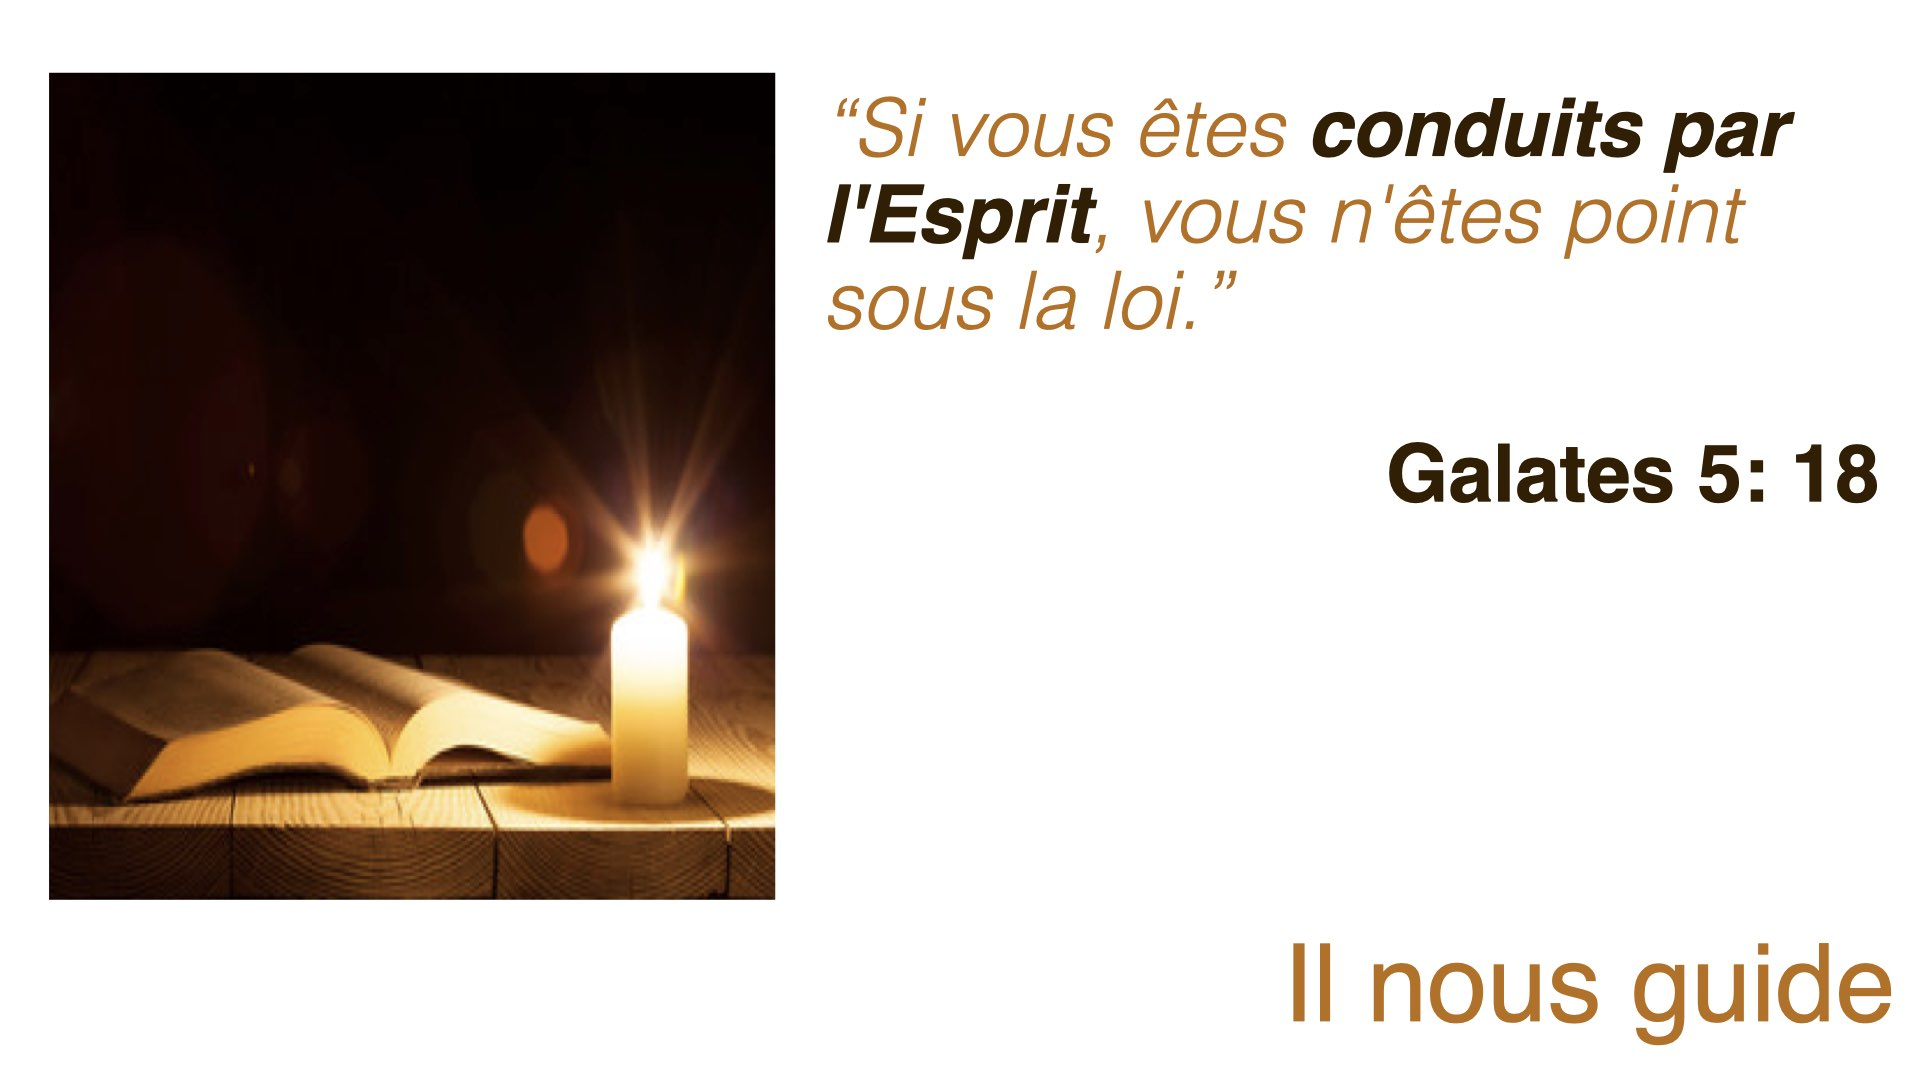 “Si vous êtes conduits par
l'Esprit, vous n'êtes point
sous la loi.”
Galates 5: 18
Il nous guide